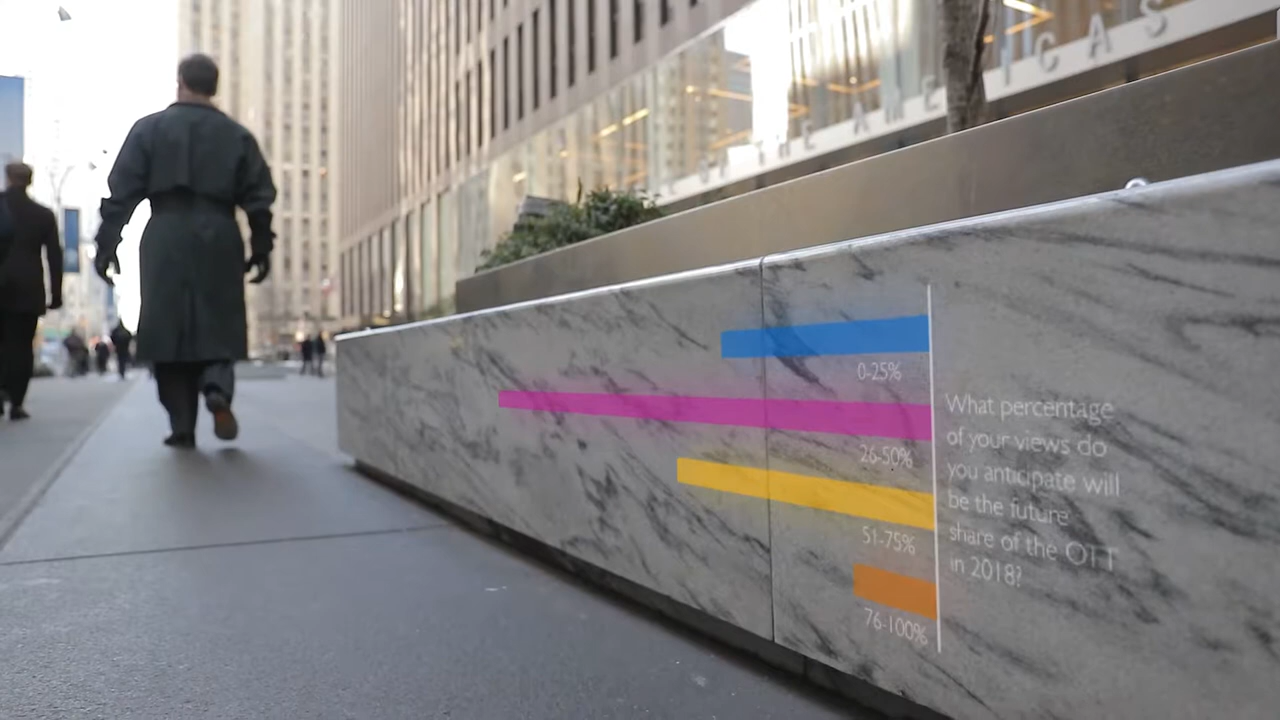 OF THE AMERICAS
0-25%
26-50%
51-75%
76-100%
What percentage
of your views do
you anticipate will
be the future
share of the OTT
in 2018?